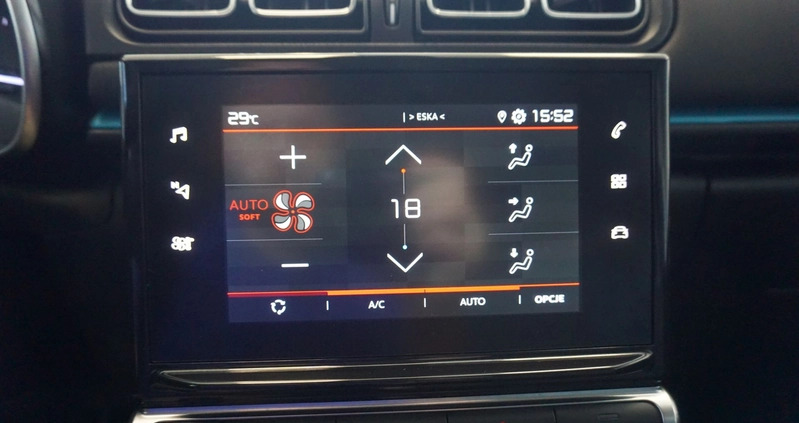 29°C | > ESKA < 15:52
AUTO
SOFT
18
A/C | AUTO | OPCJE
N